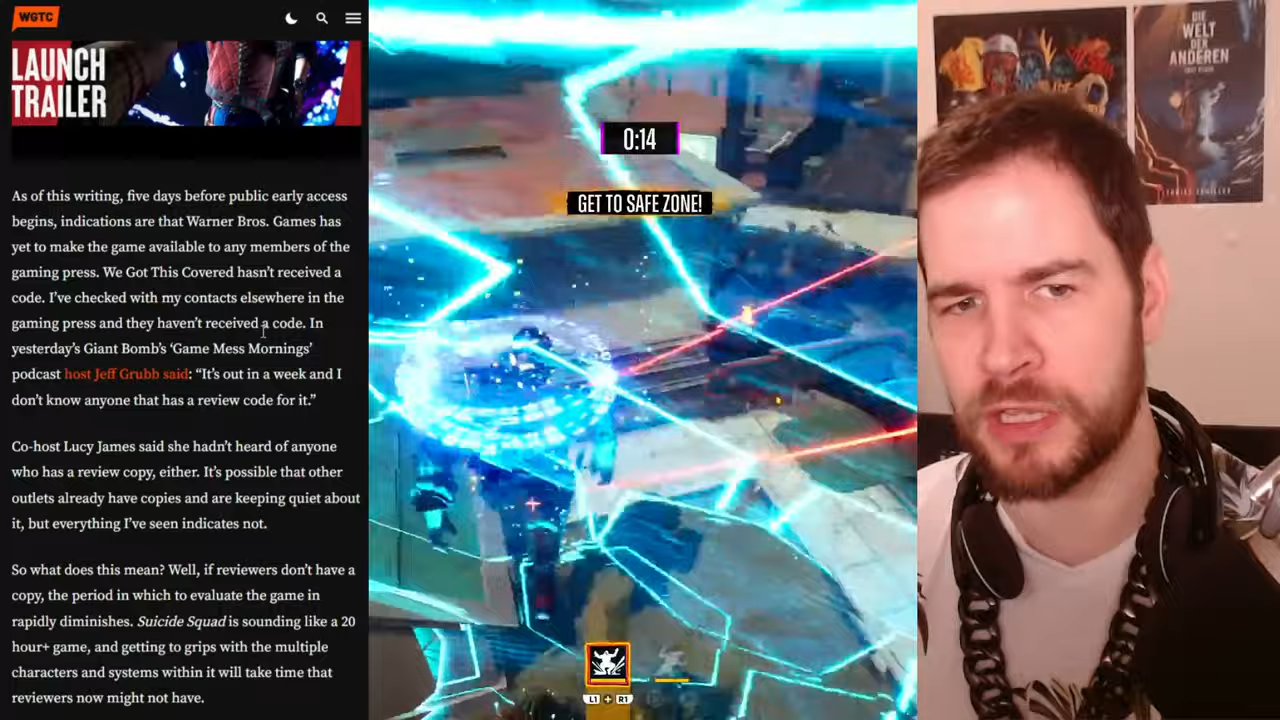 WGTC
LAUNCH
TRAILER
As of this writing, five days before public early access
begins, indications are that Warner Bros. Games has
yet to make the game available to any members of the
gaming press. We Got This Covered hasn't received a
code. I've checked with my contacts elsewhere in the
gaming press and they haven't received a code. In
yesterday's Giant Bomb's ‘Game Mess Mornings’
podcast host Jeff Grubb said: “It's out in a week and I
don't know anyone that has a review code for it.”
Co-host Lucy James said she hadn't heard of anyone
who has a review copy, either. It's possible that other
outlets already have copies and are keeping quiet about
it, but everything I've seen indicates not.
So what does this mean? Well, if reviewers don't have a
copy, the period in which to evaluate the game in
rapidly diminishes. Suicide Squad is sounding like a 20
hour+ game, and getting to grips with the multiple
characters and systems within it will take time that
reviewers now might not have.
0:14
GET TO SAFE ZONE!
L1 + R1
DIE
WELT
DER
ANDEREN